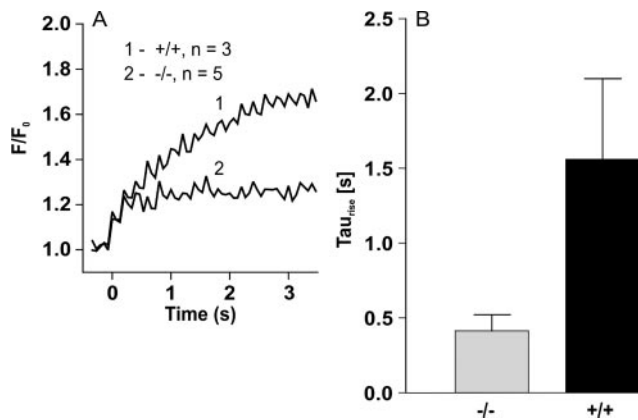 A
1 - +/+, n = 3
2 - -/-, n = 5
1
2
F/F0
2.0
1.8
1.6
1.4
1.2
1.0
0 1 2 3
Time (s)
B
Taurise [s]
2.5
2.0
1.5
1.0
0.5
0.0
-/- +/+